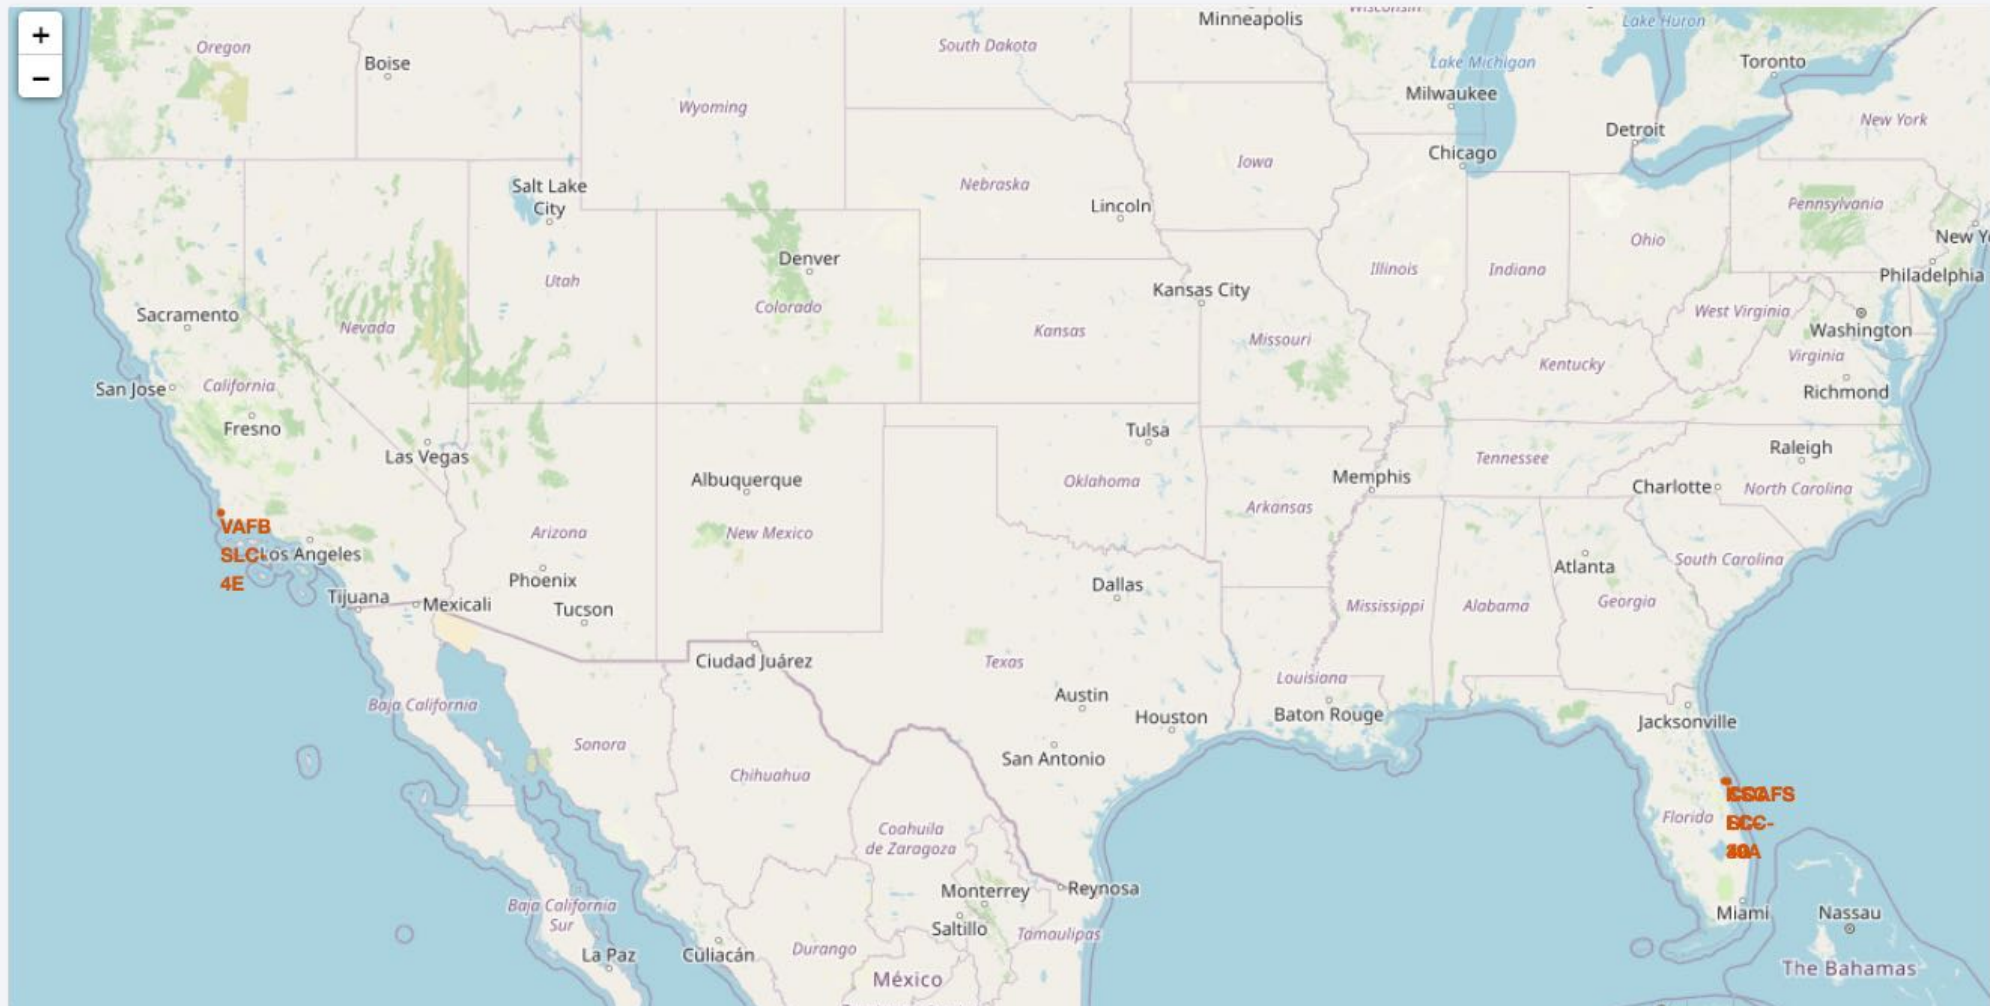 +
−
Oregon
Boise
South Dakota
Minneapolis
Wisconsin
Lake Huron
Lake Michigan
Toronto
Wyoming
Milwaukee
New York
Detroit
Chicago
Iowa
Salt Lake
City
Nebraska
Lincoln
Pennsylvania
Ohio
New Y
Denver
Utah
Illinois
Indiana
Philadelphia
Kansas City
Colorado
Sacramento
Nevada
Kansas
Missouri
West Virginia
Washington
Virginia
Kentucky
San Jose
California
Richmond
Fresno
Las Vegas
Tulsa
Raleigh
Tennessee
Albuquerque
Oklahoma
Memphis
Charlotte
North Carolina
Arkansas
VAFB
SLC-
4E
Los Angeles
Arizona
New Mexico
South Carolina
Atlanta
Phoenix
Dallas
Tijuana
Mexicali
Tucson
Mississippi
Alabama
Georgia
Ciudad Juárez
Texas
Louisiana
Austin
Baja California
Houston
Baton Rouge
Jacksonville
Sonora
San Antonio
Chihuahua
Florida
Coahuila
de Zaragoza
Monterrey
Reynosa
Baja California
Sur
Saltillo
Tamaulipas
Miami
Nassau
La Paz
Culiacán
Durango
México
The Bahamas